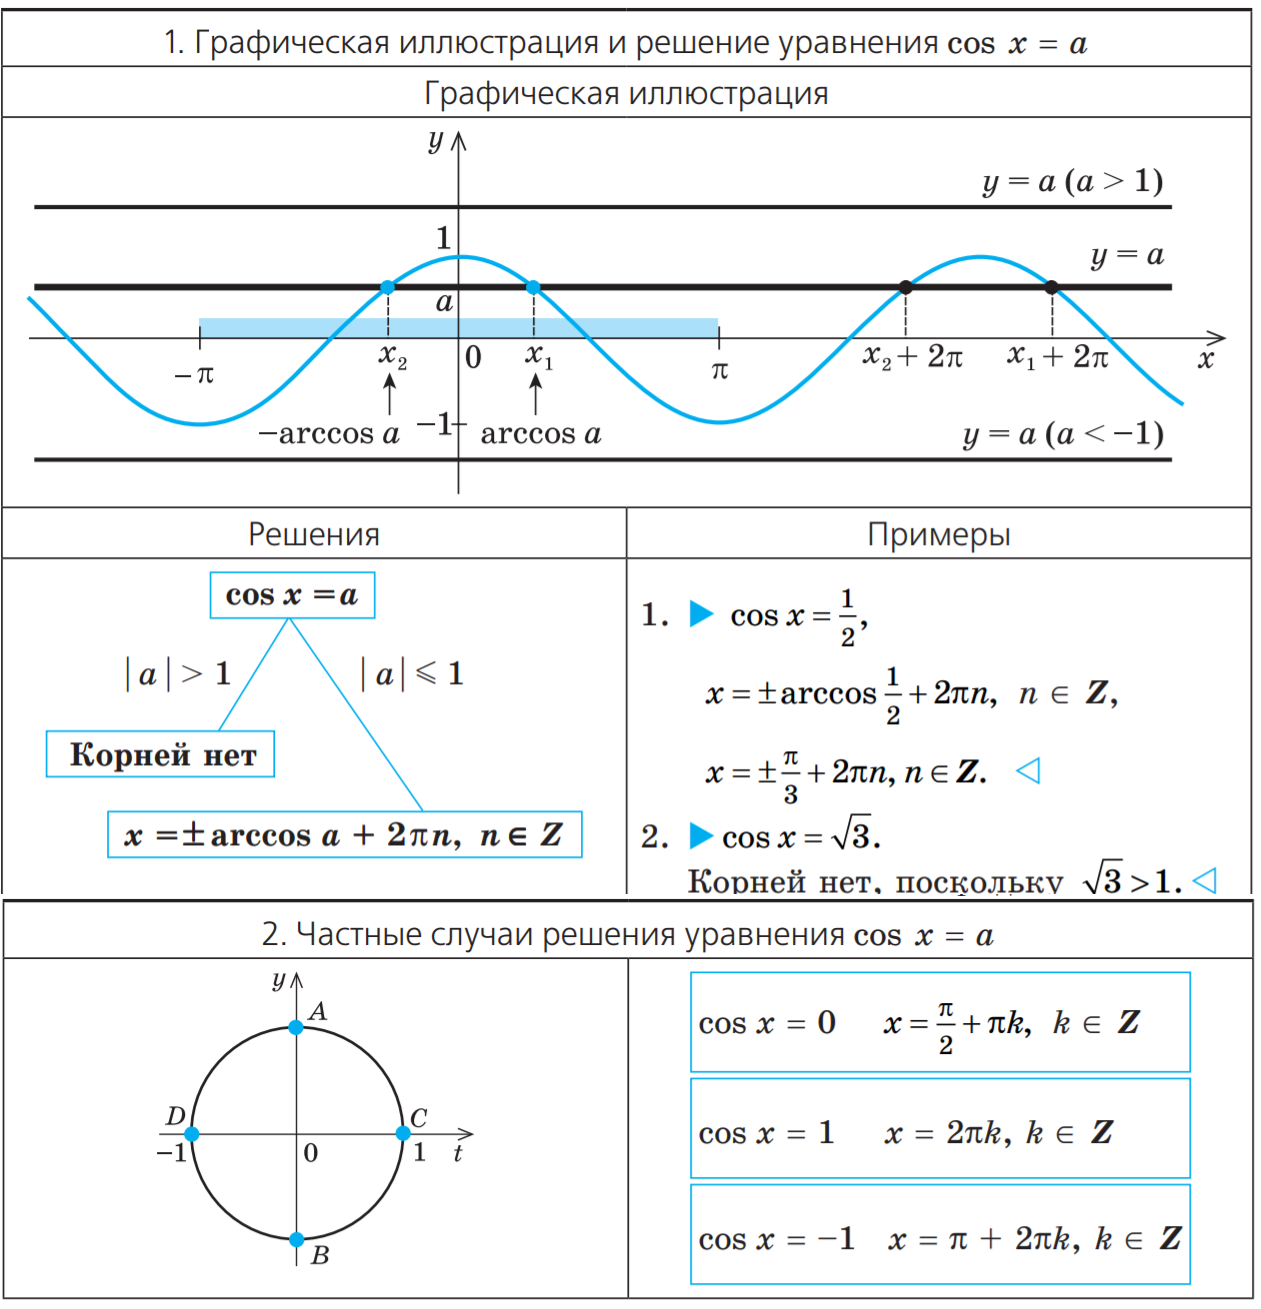 1. Графическая иллюстрация и решение уравнения cos x = a
Графическая иллюстрация
y
y = a (a > 1)
1
y = a
a
x₂ 0 x₁ x₂ + 2π x₁ + 2π x
−π π
−arccos a −1 arccos a
y = a (a < −1)
Решения
Примеры
cos x = a
|a| > 1 |a| ⩽ 1
Корней нет
x = ± arccos a + 2πn, n ∈ Z
1. ▶ cos x = 1/2,
x = ±arccos 1/2 + 2πn, n ∈ Z,
x = ±π/3 + 2πn, n ∈ Z. ◁
2. ▶ cos x = √3.
Корней нет, поскольку √3 > 1. ◁
2. Частные случаи решения уравнения cos x = a
y
A
D C
−1 0 1 t
B
cos x = 0 x = π/2 + πk, k ∈ Z
cos x = 1 x = 2πk, k ∈ Z
cos x = −1 x = π + 2πk, k ∈ Z